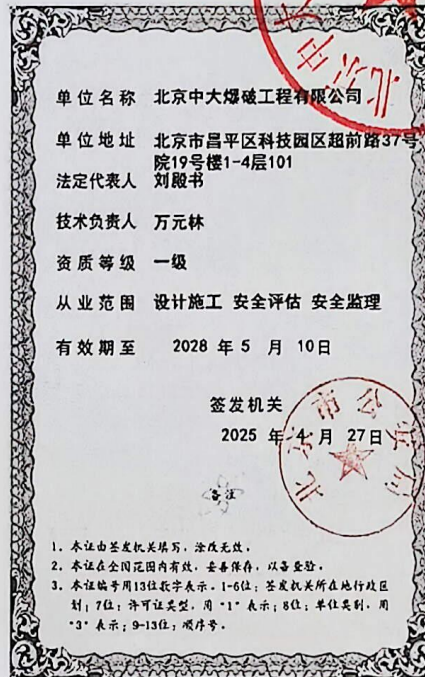 单位名称 北京中大爆破工程有限公司
单位地址 北京市昌平区科技园区超前路37号
院19号楼1-4层101
法定代表人 刘殿书
技术负责人 万元林
资质等级 一级
从业范围 设计施工 安全评估 安全监理
有效期至 2028 年 5 月 10日
签发机关
2025 年 4 月 27日
北京市公安局
备注
1. 本证由签发机关填写，涂改无效。
2. 本证在全国范围内有效，妥善保存，以备查验。
3. 本证编号用13位数字表示。1-6位：签发机关所在地行政区
划；7位：许可证类型，用"1"表示；8位：单位类别，用
"3"表示；9-13位：顺序号。